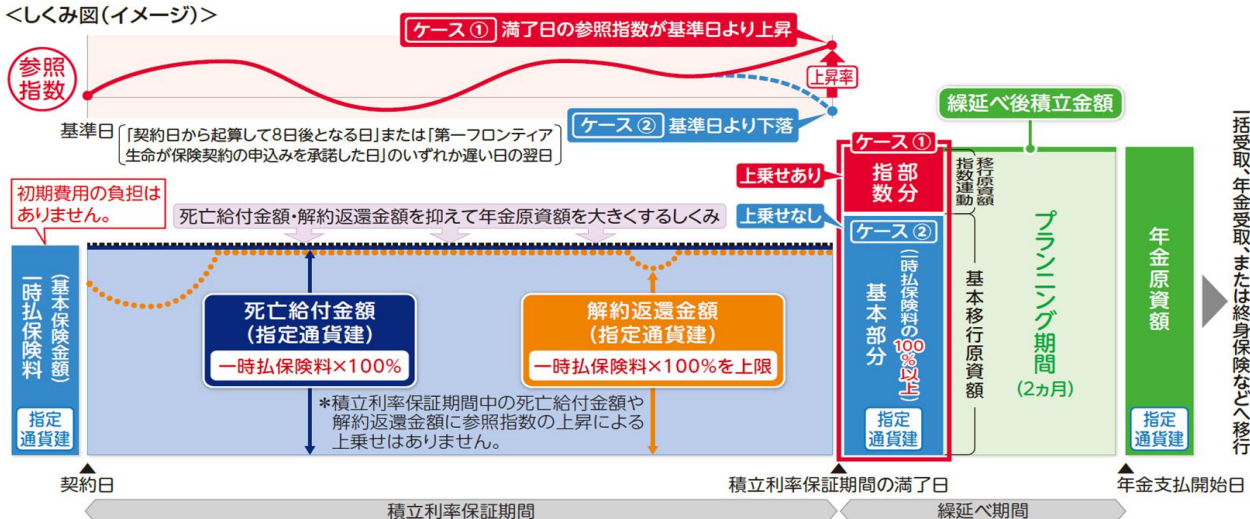 <しくみ図(イメージ)>
ケース① 満了日の参照指数が基準日より上昇
参照
指数
上昇率
ケース② 基準日より下落
基準日
「契約日から起算して8日後となる日」または「第一フロンティア
生命が保険契約の申込みを承諾した日」のいずれか遅い日の翌日
繰延べ後積立金額
初期費用の負担は
ありません。
死亡給付金額・解約返還金額を抑えて年金原資額を大きくするしくみ
上乗せあり
上乗せなし
ケース①
指数
部分
ケース②
基本部分
(一時払保険料の100%以上)
指定
通貨建
指数連動
移行原資額
基本移行原資額
プランニング期間
(2ヵ月)
年金原資額
指定
通貨建
一括受取、年金受取、または終身保険などへ移行
一時払保険料
(基本保険金額)
指定
通貨建
死亡給付金額
(指定通貨建)
一時払保険料×100%
解約返還金額
(指定通貨建)
一時払保険料×100%を上限
*積立利率保証期間中の死亡給付金額や
解約返還金額に参照指数の上昇による
上乗せはありません。
契約日
積立利率保証期間の満了日
年金支払開始日
積立利率保証期間
繰延べ期間